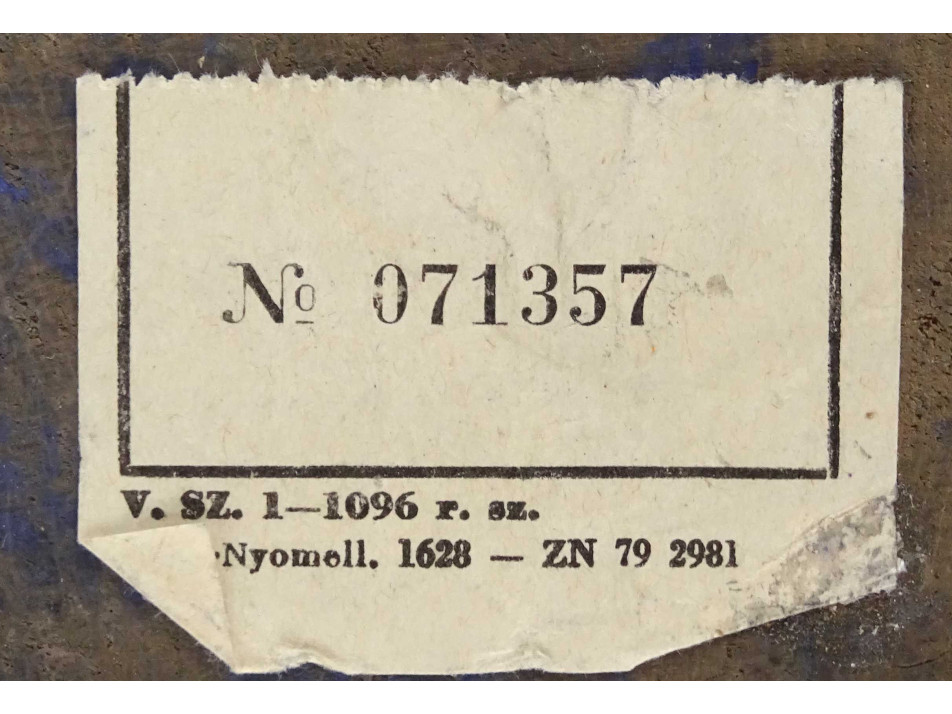 № 071357
V. SZ. 1—1096 r. sz.
Nyomell. 1628 — ZN 79 2981